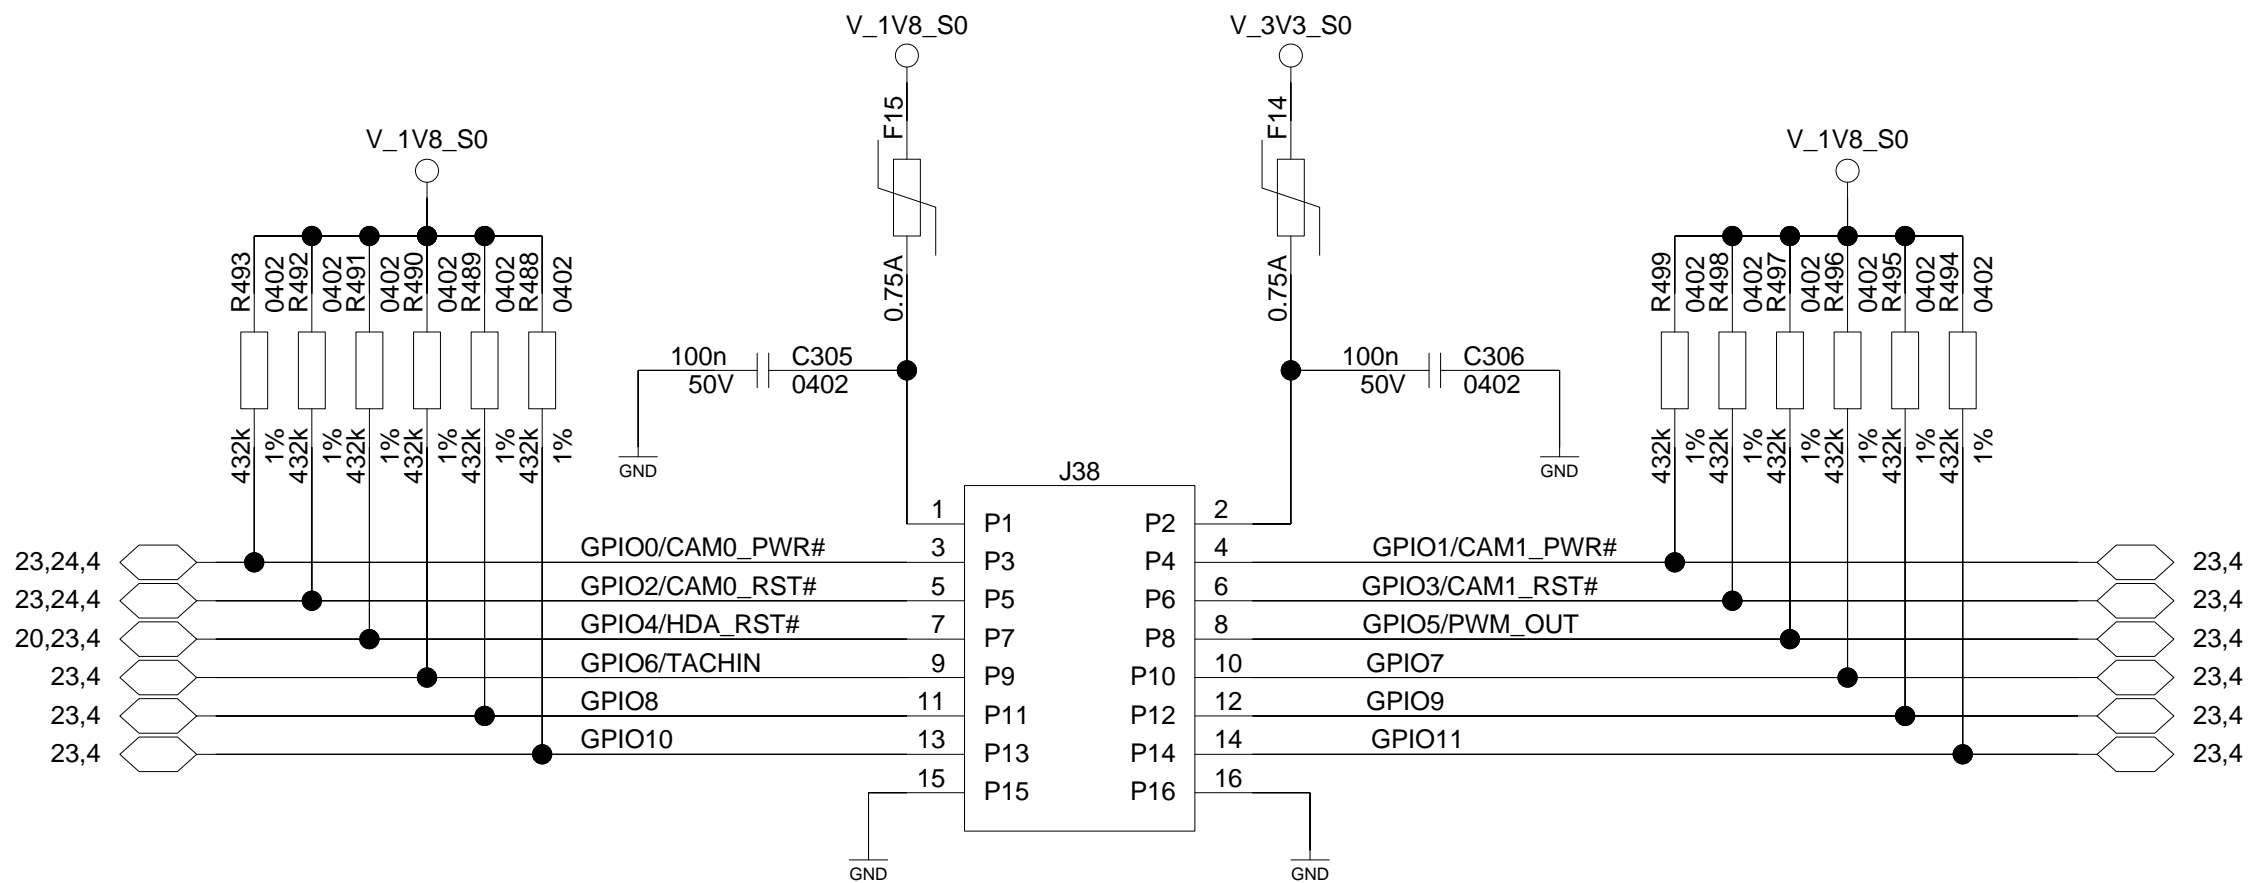 V_1V8_S0
V_3V3_S0
F15
F14
V_1V8_S0
V_1V8_S0
R493
0402
R492
0402
R491
0402
R490
0402
R489
0402
R488
0402
0.75A
0.75A
R499
0402
R498
0402
R497
0402
R496
0402
R495
0402
R494
0402
100n
C305
50V
0402
100n
C306
50V
0402
432k
1%
432k
1%
432k
1%
432k
1%
432k
1%
432k
1%
GND
GND
432k
1%
432k
1%
432k
1%
432k
1%
432k
1%
432k
1%
J38
1 P1 P2 2
23,24,4 GPIO0/CAM0_PWR# 3 P3 P4 4 GPIO1/CAM1_PWR# 23,4
23,24,4 GPIO2/CAM0_RST# 5 P5 P6 6 GPIO3/CAM1_RST# 23,4
20,23,4 GPIO4/HDA_RST# 7 P7 P8 8 GPIO5/PWM_OUT 23,4
23,4 GPIO6/TACHIN 9 P9 P10 10 GPIO7 23,4
23,4 GPIO8 11 P11 P12 12 GPIO9 23,4
23,4 GPIO10 13 P13 P14 14 GPIO11 23,4
15 P15 P16 16
GND
GND